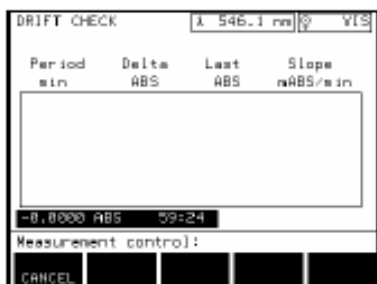 DRIFT CHECK λ 546.1 nm VIS
Period Delta Last Slope
min ABS ABS mABS/min
-0.0000 ABS 59:24
Measurement control:
CANCEL